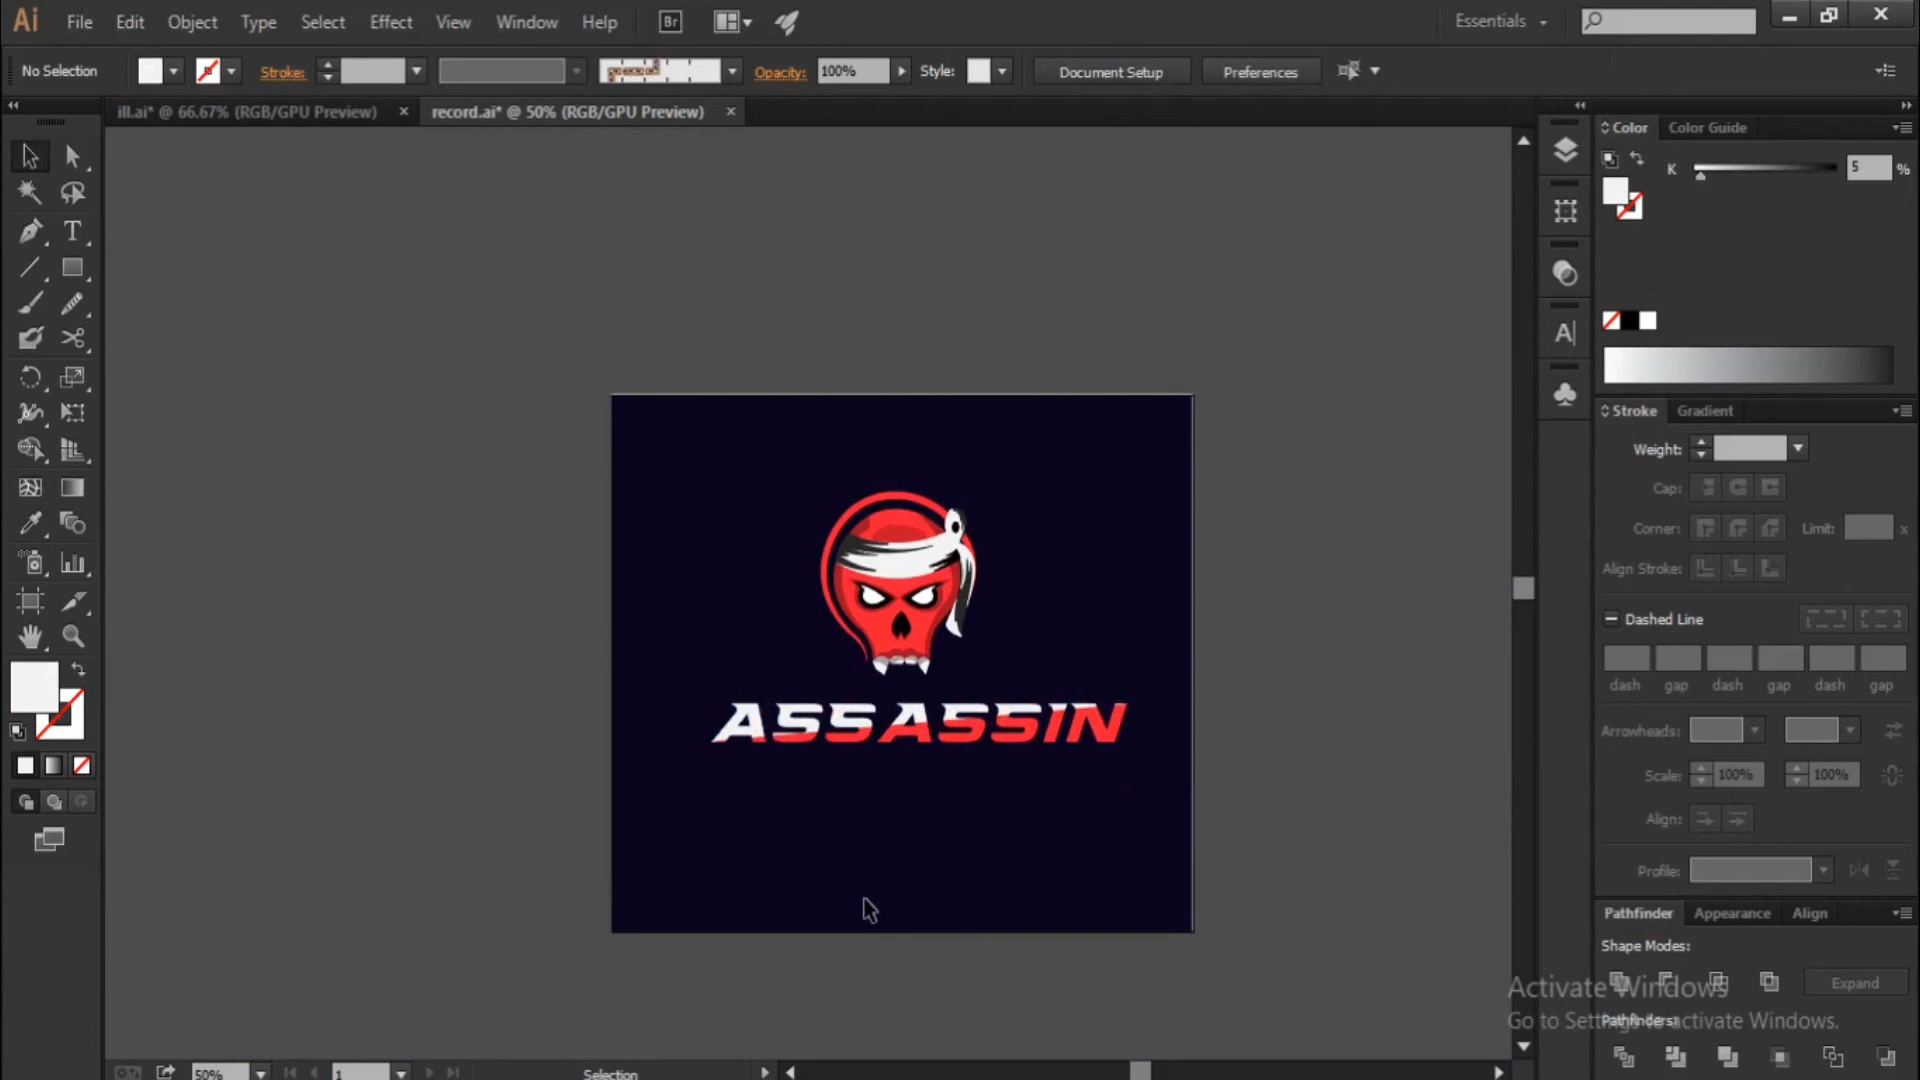 Ai File Edit Object Type Select Effect View Window Help Br Essentials
No Selection Stroke: Opacity: 100% Style: Document Setup Preferences
ill.ai* @ 66.67% (RGB/GPU Preview) × record.ai* @ 50% (RGB/GPU Preview) ×
Color Color Guide
K 5 %
Stroke Gradient
Weight:
Cap:
Corner: Limit: x
Align Stroke:
Dashed Line
dash gap dash gap dash gap
Arrowheads:
Scale: 100% 100%
Align:
Profile:
Pathfinder Appearance Align
Shape Modes:
Expand
Pathfinders:
ASSASSIN
Activate Windows
Go to Settings to activate Windows.
50% 1 Selection